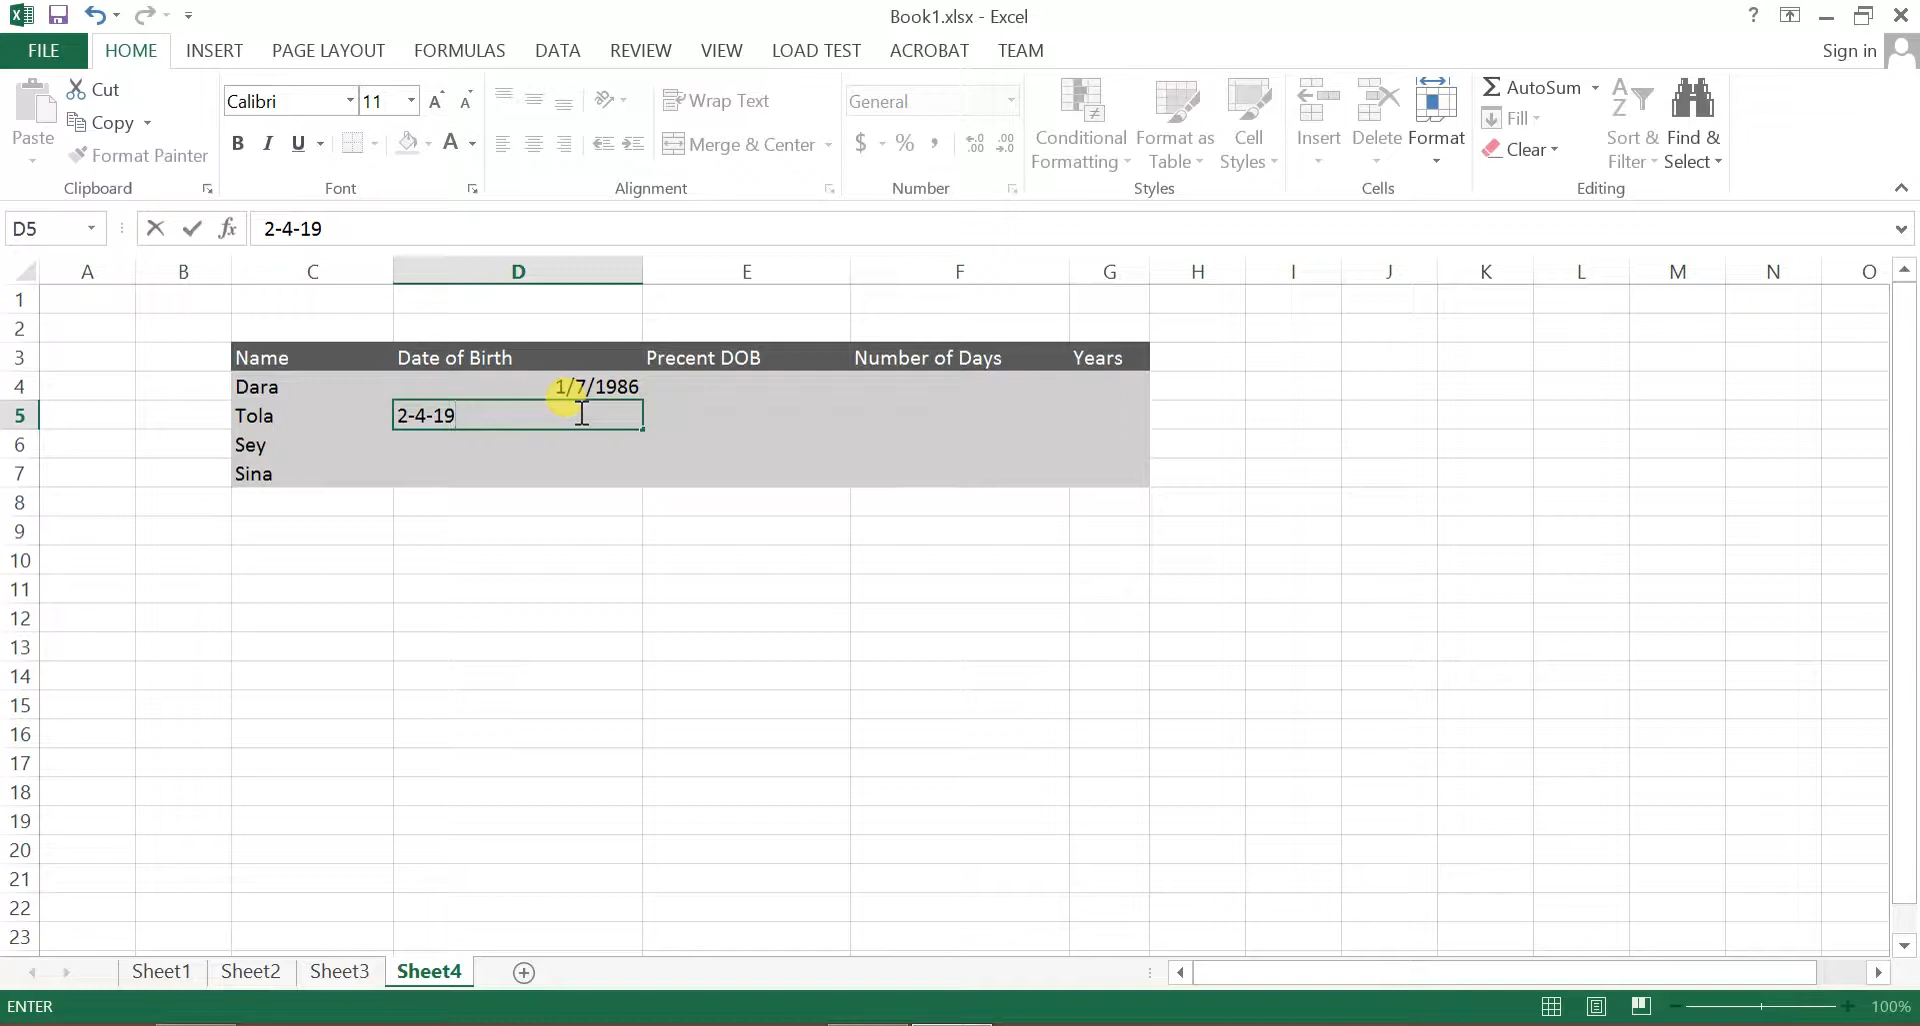 Book1.xlsx - Excel
?
FILE HOME INSERT PAGE LAYOUT FORMULAS DATA REVIEW VIEW LOAD TEST ACROBAT TEAM Sign in
Paste
Cut
Copy
Format Painter
Clipboard
Calibri 11 A A
B I U A
Font
Wrap Text
Merge & Center
Alignment
General
$ % , .0 .00 .00 .0
Number
Conditional Formatting
Format as Table
Cell Styles
Styles
Insert
Delete
Format
Cells
AutoSum
Fill
Clear
Sort & Filter
Find & Select
Editing
D5 fx 2-4-19
A B C D E F G H I J K L M N O
1
2
3 Name Date of Birth Precent DOB Number of Days Years
4 Dara 1/7/1986
5 Tola 2-4-19
6 Sey
7 Sina
8
9
10
11
12
13
14
15
16
17
18
19
20
21
22
23
Sheet1 Sheet2 Sheet3 Sheet4
ENTER 100%